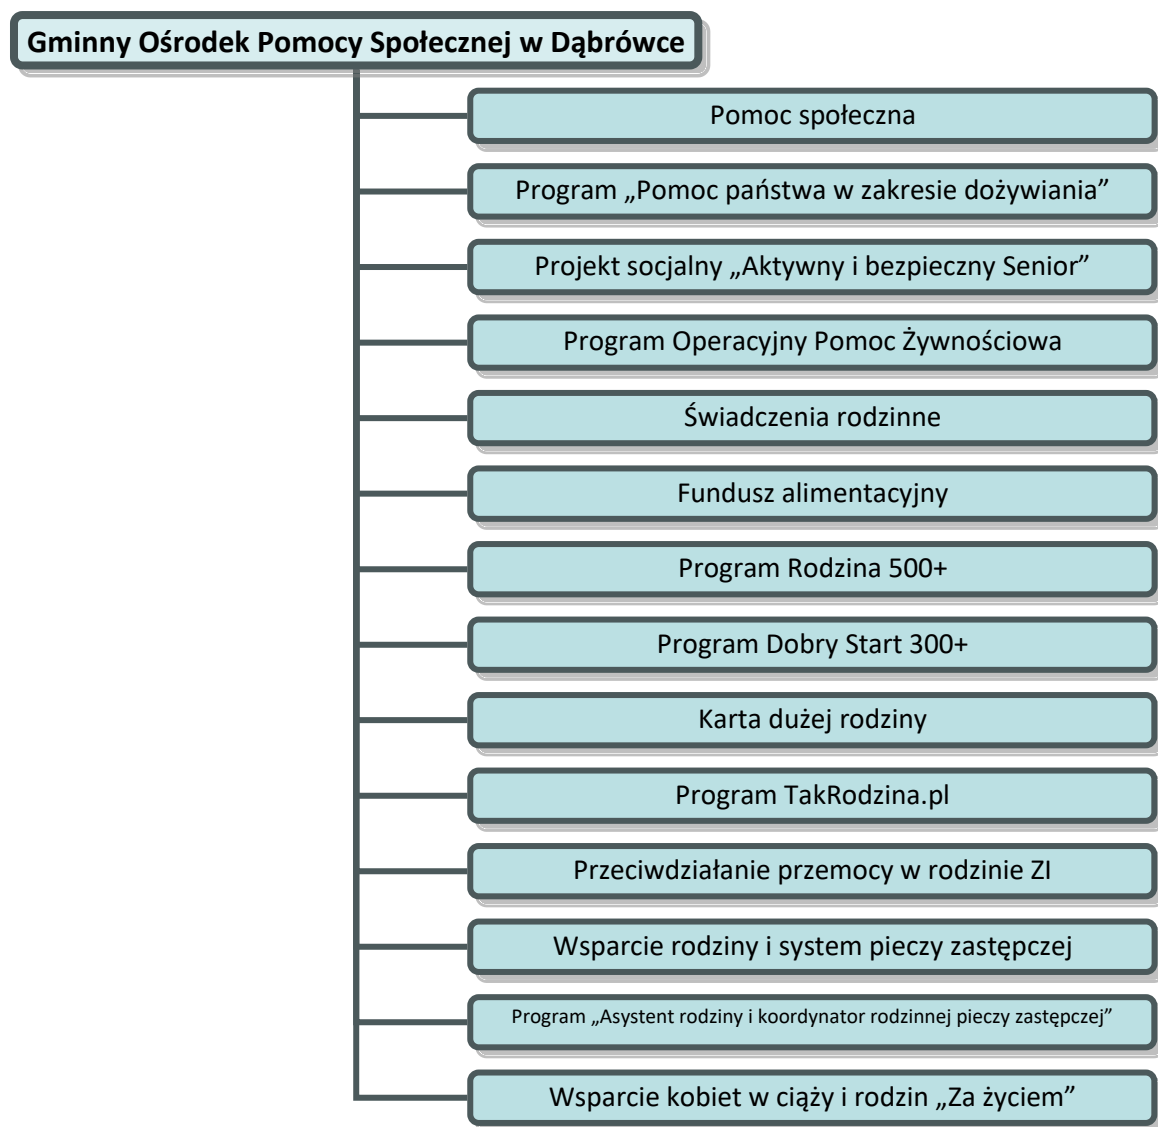 Gminny Ośrodek Pomocy Społecznej w Dąbrówce
Pomoc społeczna
Program „Pomoc państwa w zakresie dożywiania”
Projekt socjalny „Aktywny i bezpieczny Senior”
Program Operacyjny Pomoc Żywnościowa
Świadczenia rodzinne
Fundusz alimentacyjny
Program Rodzina 500+
Program Dobry Start 300+
Karta dużej rodziny
Program TakRodzina.pl
Przeciwdziałanie przemocy w rodzinie ZI
Wsparcie rodziny i system pieczy zastępczej
Program „Asystent rodziny i koordynator rodzinnej pieczy zastępczej”
Wsparcie kobiet w ciąży i rodzin „Za życiem”